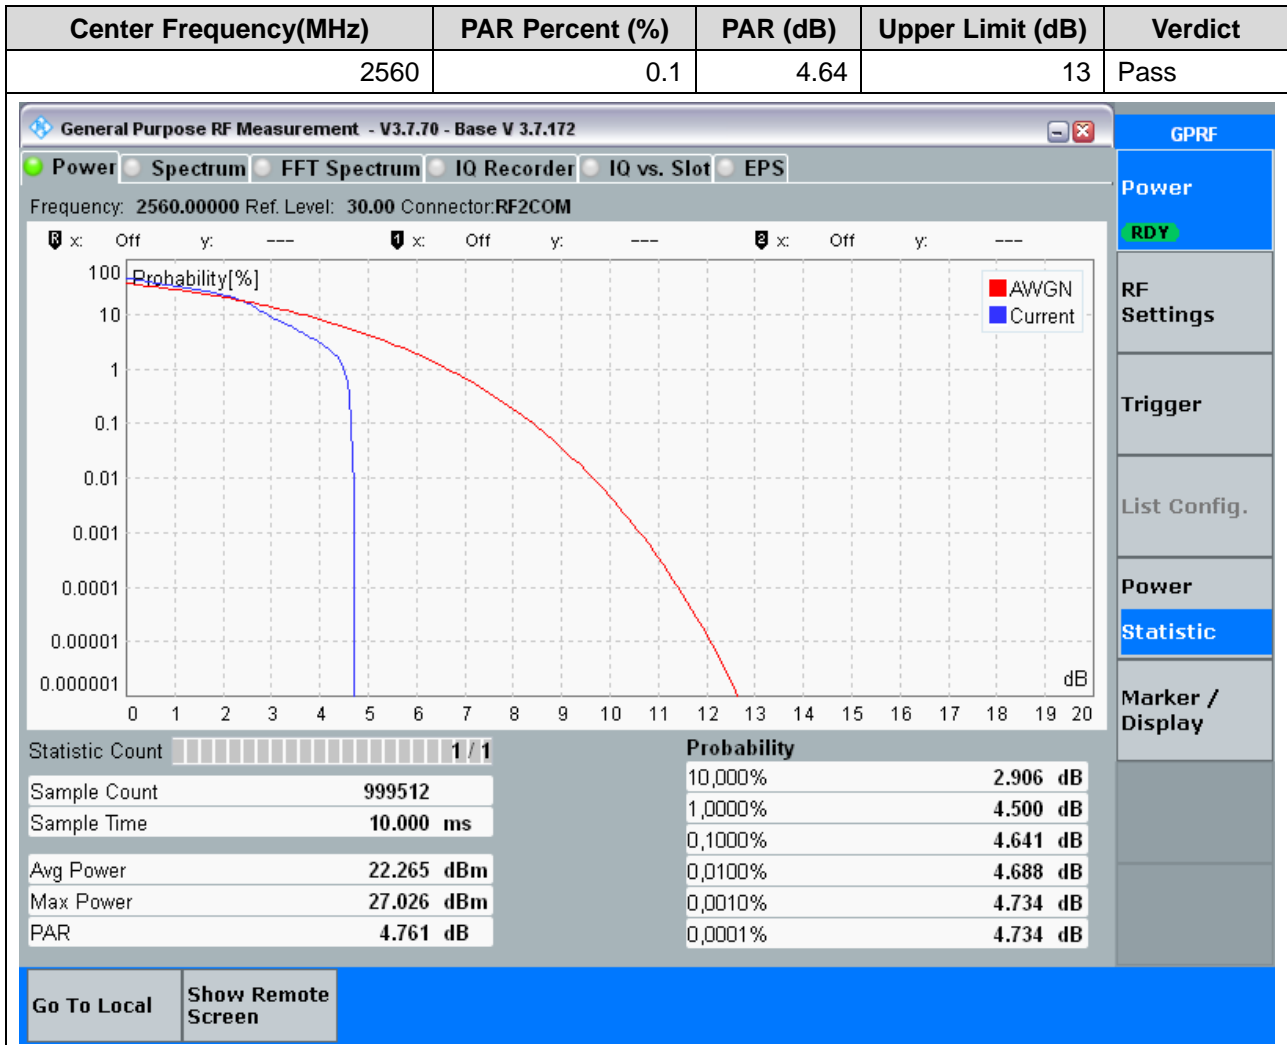 Center Frequency(MHz) PAR Percent (%) PAR (dB) Upper Limit (dB) Verdict
2560 0.1 4.64 13 Pass
General Purpose RF Measurement - V3.7.70 - Base V 3.7.172
GPRF
Power Spectrum FFT Spectrum IQ Recorder IQ vs. Slot EPS
Frequency: 2560.00000 Ref. Level: 30.00 Connector:RF2COM
R x: Off y: --- 1 x: Off y: --- 2 x: Off y: ---
Probability[%]
AWGN
Current
100
10
1
0.1
0.01
0.001
0.0001
0.00001
0.000001
dB
0 1 2 3 4 5 6 7 8 9 10 11 12 13 14 15 16 17 18 19 20
Statistic Count 1 / 1
Sample Count 999512
Sample Time 10.000 ms
Avg Power 22.265 dBm
Max Power 27.026 dBm
PAR 4.761 dB
Probability
10,000% 2.906 dB
1,0000% 4.500 dB
0,1000% 4.641 dB
0,0100% 4.688 dB
0,0010% 4.734 dB
0,0001% 4.734 dB
Power
RDY
RF
Settings
Trigger
List Config.
Power
Statistic
Marker /
Display
Go To Local
Show Remote
Screen